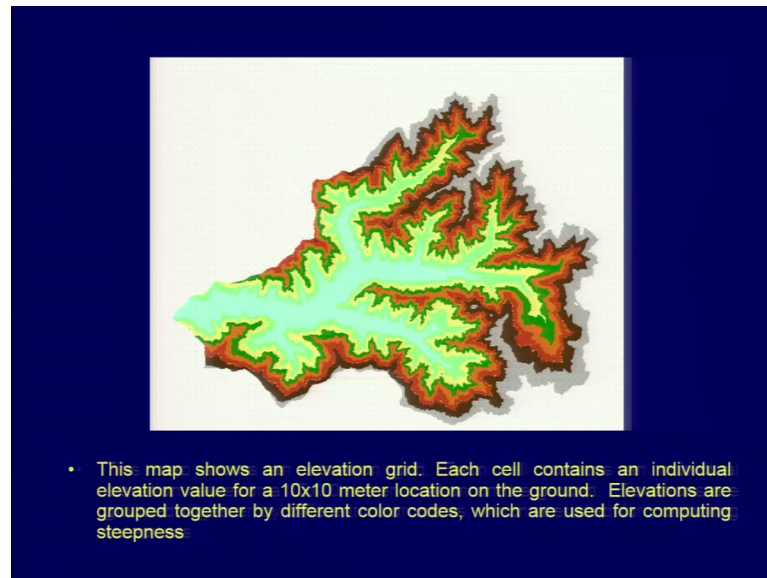 • This map shows an elevation grid. Each cell contains an individual
elevation value for a 10x10 meter location on the ground. Elevations are
grouped together by different color codes, which are used for computing
steepness